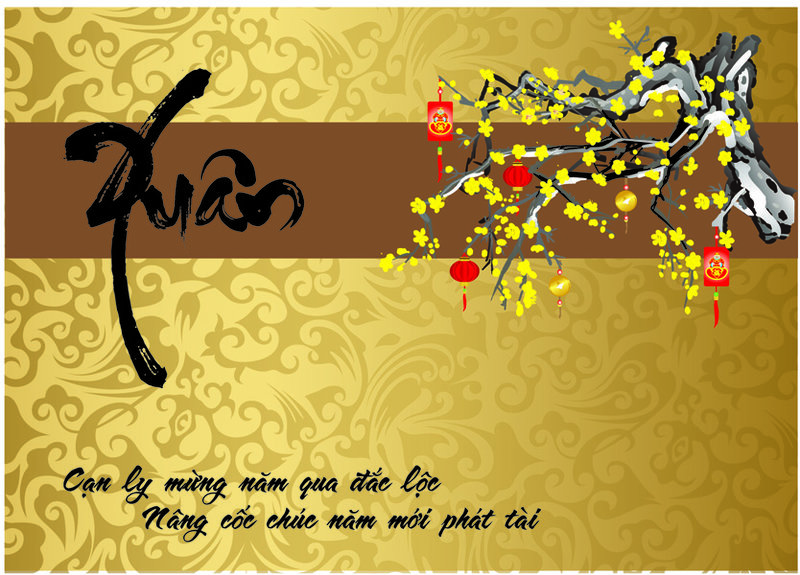 Xuân
Cạn ly mừng năm qua đắc lộc
Nâng cốc chúc năm mới phát tài